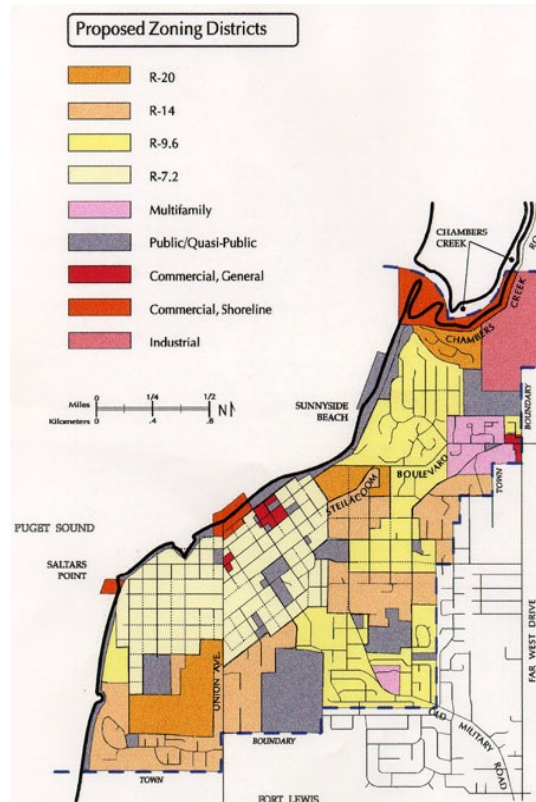 Proposed Zoning Districts
R-20
R-14
R-9.6
R-7.2
Multifamily
Public/Quasi-Public
Commercial, General
Commercial, Shoreline
Industrial
Miles 0 1/4 1/2
Kilometers 0 .4 .8
N
CHAMBERS
CREEK
CREEK
CHAMBERS
SUNNYSIDE
BEACH
BOUNDARY
TOWN
BOULEVARD
STEILACOOM
PUGET SOUND
SALTARS
POINT
UNION AVE.
FAR WEST DRIVE
OLD MILITARY ROAD
BOUNDARY
TOWN
FORT LEWIS